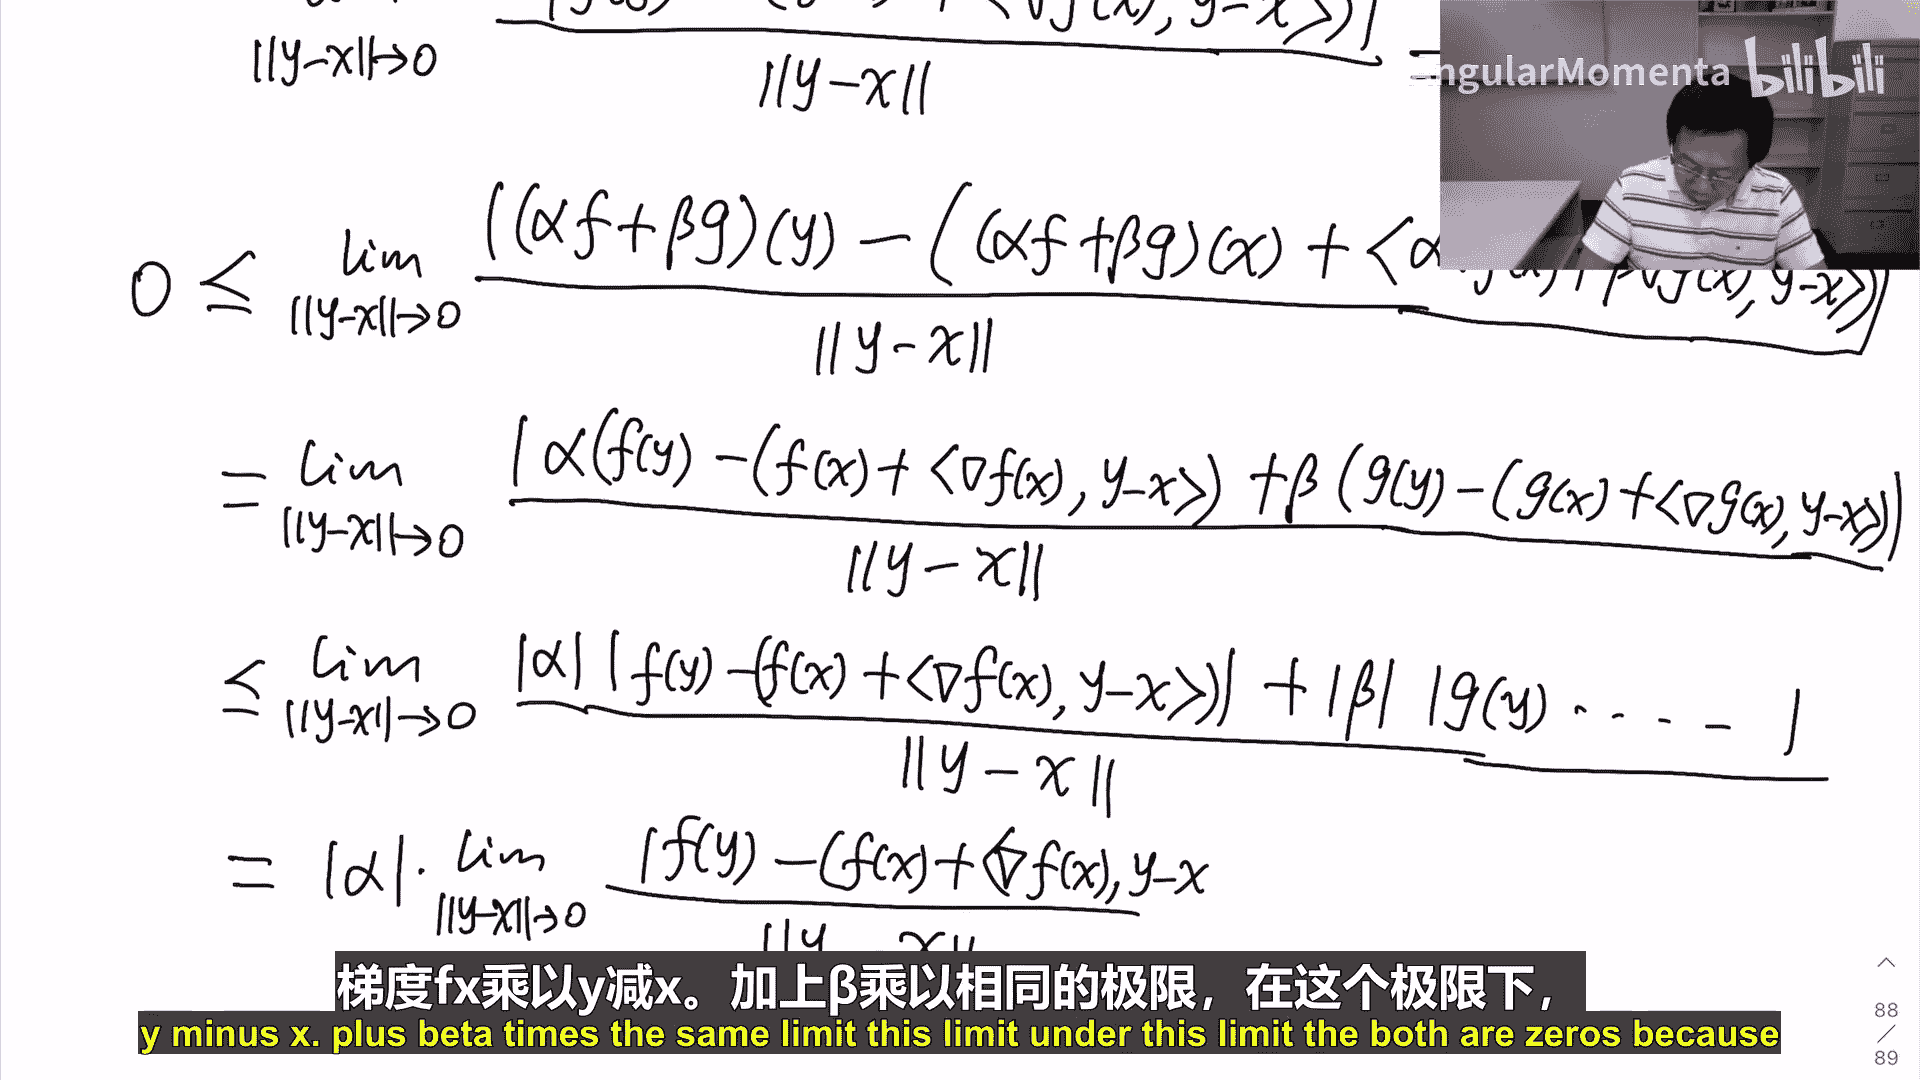 lim |g(y) - (g(x) + <∇g(x), y-x>)|
||y-x||→0 ||y-x||
ngularMomenta bilibili
0 ≤ lim |(αf+βg)(y) - ((αf+βg)(x) + <α∇f(x)+β∇g(x), y-x>)|
||y-x||→0 ||y-x||
= lim |α(f(y) - (f(x) + <∇f(x), y-x>) + β(g(y) - (g(x) + <∇g(x), y-x>)|
||y-x||→0 ||y-x||
≤ lim |α| |f(y) - (f(x) + <∇f(x), y-x>)| + |β| |g(y) ..... |
||y-x||→0 ||y-x||
= |α| · lim |f(y) - (f(x) + <∇f(x), y-x
||y-x||→0 ||y-x||
梯度fx乘以y减x。加上β乘以相同的极限，在这个极限下，
y minus x. plus beta times the same limit this limit under this limit the both are zeros because
88
/
89